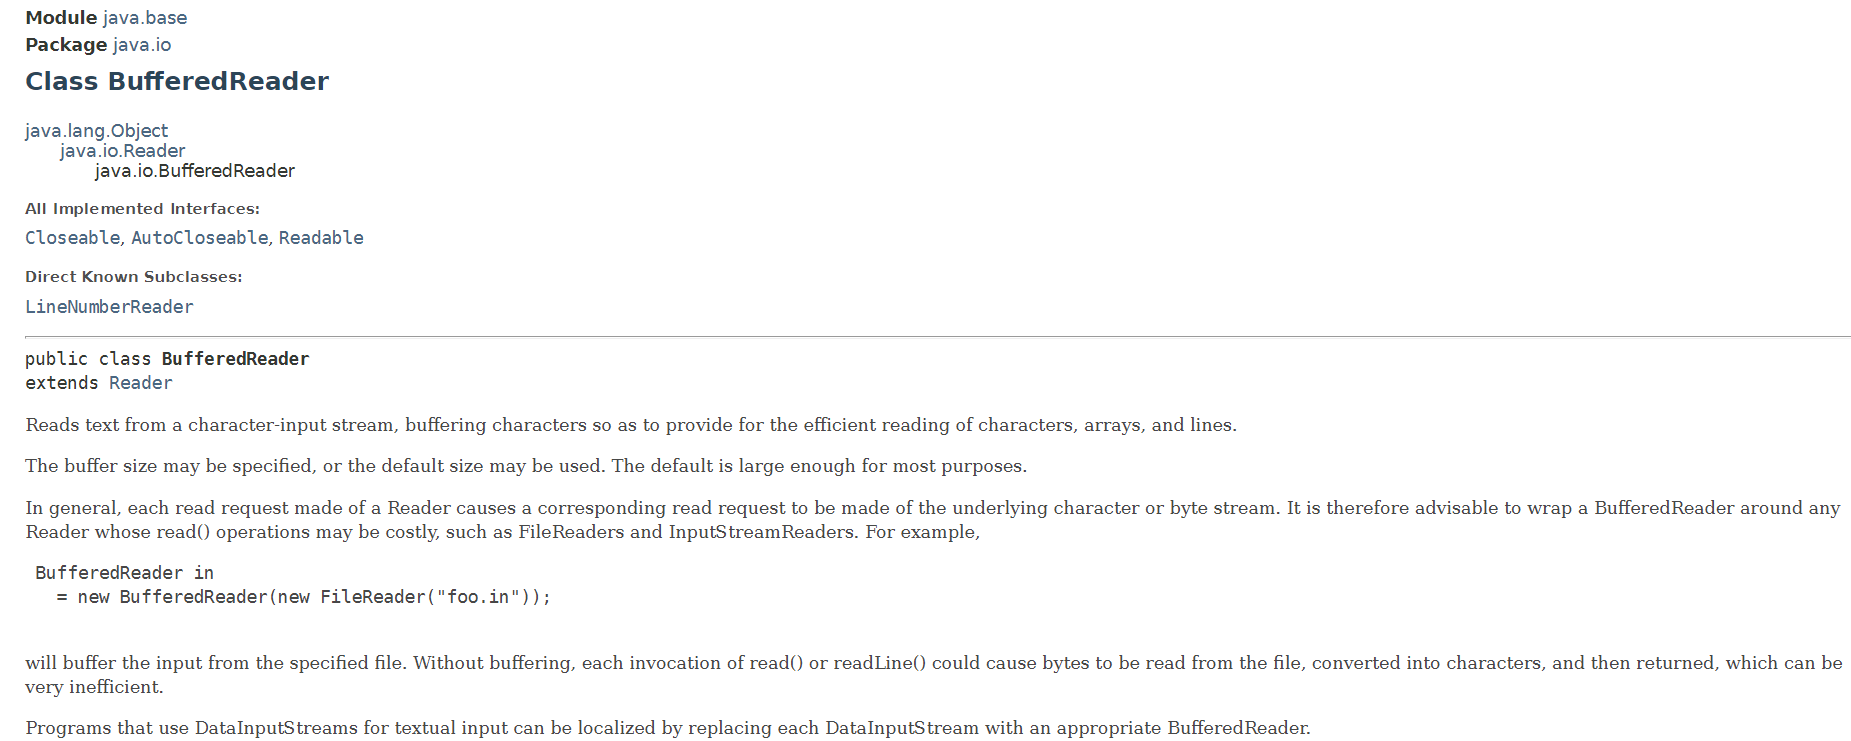 Module java.base
Package java.io
Class BufferedReader
java.lang.Object
java.io.Reader
java.io.BufferedReader
All Implemented Interfaces:
Closeable, AutoCloseable, Readable
Direct Known Subclasses:
LineNumberReader
public class BufferedReader
extends Reader
Reads text from a character-input stream, buffering characters so as to provide for the efficient reading of characters, arrays, and lines.
The buffer size may be specified, or the default size may be used. The default is large enough for most purposes.
In general, each read request made of a Reader causes a corresponding read request to be made of the underlying character or byte stream. It is therefore advisable to wrap a BufferedReader around any
Reader whose read() operations may be costly, such as FileReaders and InputStreamReaders. For example,
BufferedReader in
= new BufferedReader(new FileReader("foo.in"));
will buffer the input from the specified file. Without buffering, each invocation of read() or readLine() could cause bytes to be read from the file, converted into characters, and then returned, which can be
very inefficient.
Programs that use DataInputStreams for textual input can be localized by replacing each DataInputStream with an appropriate BufferedReader.